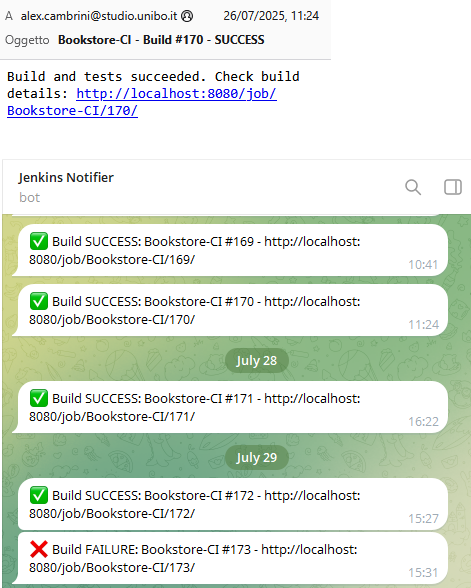 A alex.cambrini@studio.unibo.it 26/07/2025, 11:24
Oggetto Bookstore-CI - Build #170 - SUCCESS
Build and tests succeeded. Check build
details: http://localhost:8080/job/
Bookstore-CI/170/
Jenkins Notifier
bot
Build SUCCESS: Bookstore-CI #169 - http://localhost:
8080/job/Bookstore-CI/169/
10:41
Build SUCCESS: Bookstore-CI #170 - http://localhost:
8080/job/Bookstore-CI/170/
11:24
July 28
Build SUCCESS: Bookstore-CI #171 - http://localhost:
8080/job/Bookstore-CI/171/
16:22
July 29
Build SUCCESS: Bookstore-CI #172 - http://localhost:
8080/job/Bookstore-CI/172/
15:27
Build FAILURE: Bookstore-CI #173 - http://localhost:
8080/job/Bookstore-CI/173/
15:31